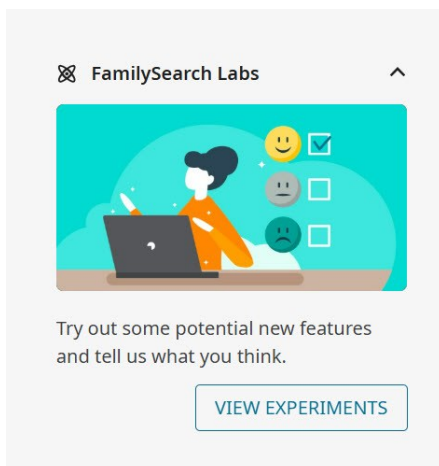 FamilySearch Labs
Try out some potential new features
and tell us what you think.
VIEW EXPERIMENTS